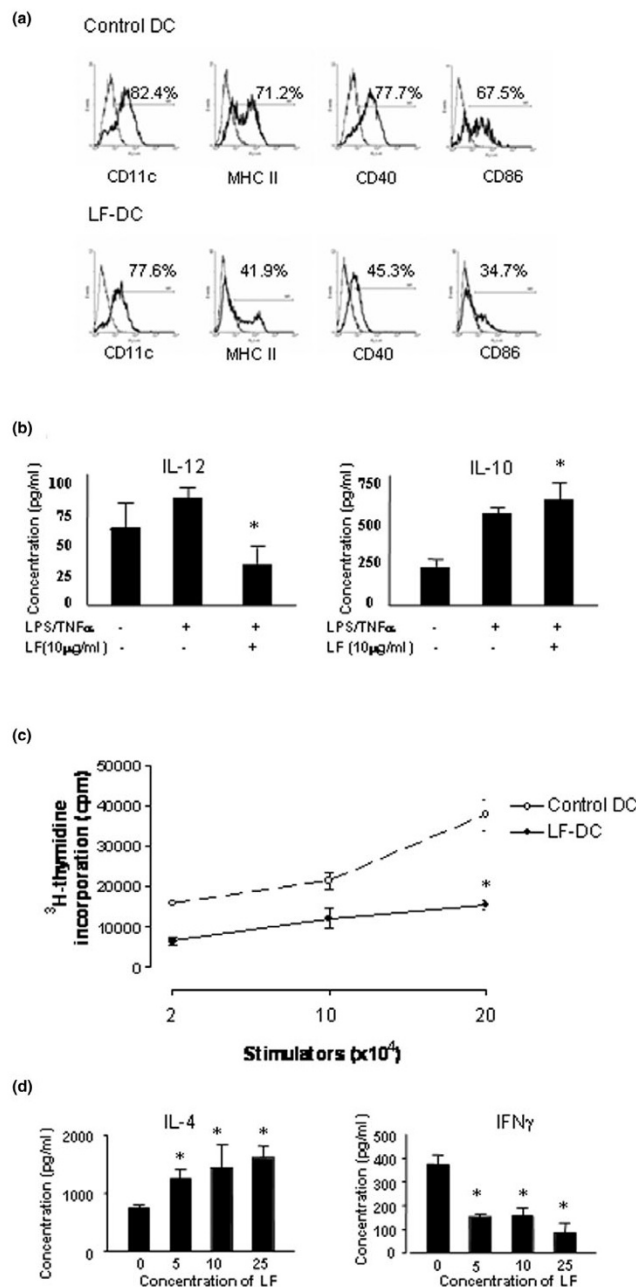 (a)
Control DC
82.4% 71.2% 77.7% 67.5%
CD11c MHC II CD40 CD86
LF-DC
77.6% 41.9% 45.3% 34.7%
CD11c MHC II CD40 CD86
(b)
IL-12
Concentration (pg/ml)
100
75
50
25
0
*
LPS/TNFα - + +
LF(10µg/ml) - - +
IL-10
Concentration (pg/ml)
750
500
250
0
*
LPS/TNFα - + +
LF (10µg/ml) - - +
(c)
³H-thymidine
incorporation (cpm)
50000
40000
30000
20000
10000
0
Control DC
LF-DC
*
2 10 20
Stimulators (x10⁴)
(d)
IL-4
Concentration (pg/ml)
2000
1000
0
* * *
0 5 10 25
Concentration of LF
IFNγ
Concentration (pg/ml)
500
400
300
200
100
0
* * *
0 5 10 25
Concentration of LF